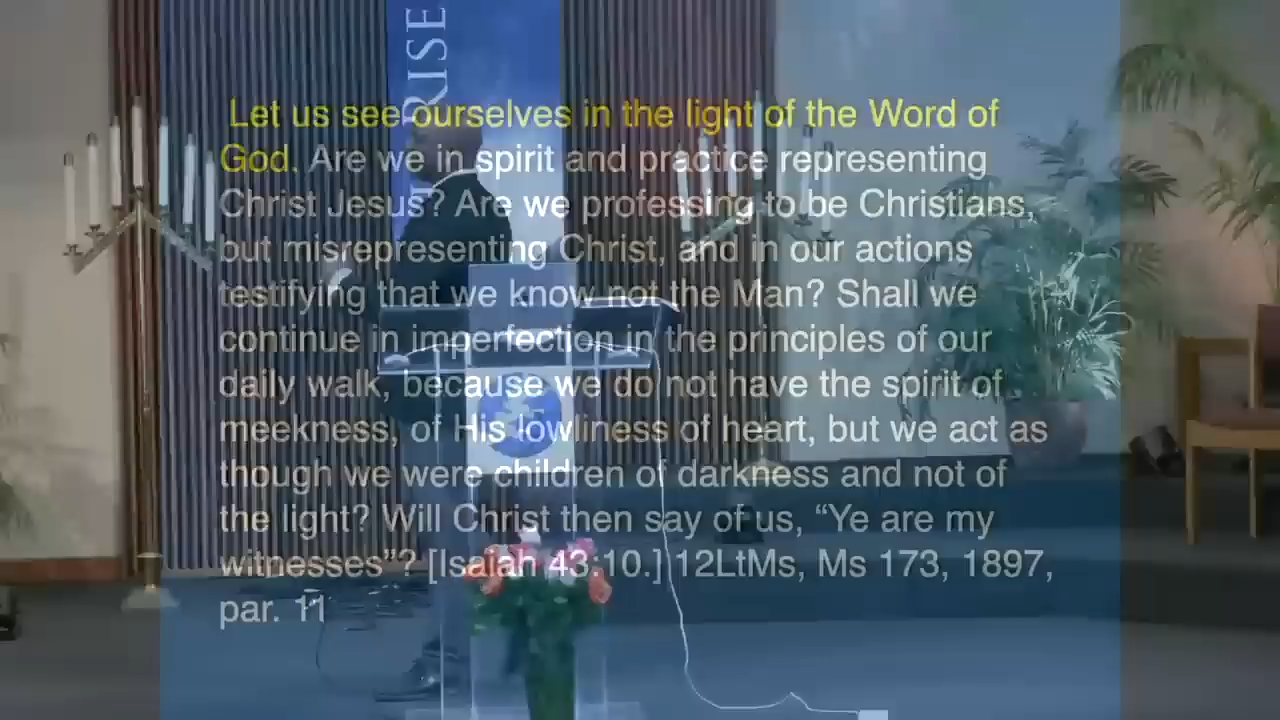 RISE
Let us see ourselves in the light of the Word of
God. Are we in spirit and practice representing
Christ Jesus? Are we professing to be Christians,
but misrepresenting Christ, and in our actions
testifying that we know not the Man? Shall we
continue in imperfection in the principles of our
daily walk, because we do not have the spirit of
meekness, of His lowliness of heart, but we act as
though we were children of darkness and not of
the light? Will Christ then say of us, “Ye are my
witnesses”? [Isaiah 43:10.] 12LtMs, Ms 173, 1897,
par. 11